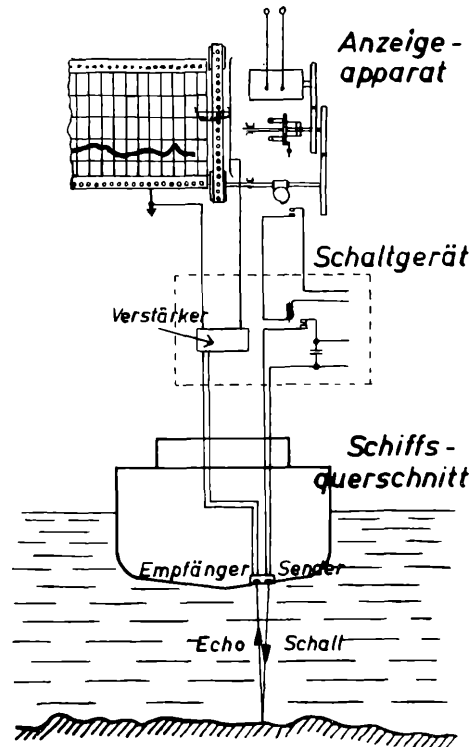 Anzeige-
apparat
Schaltgerät
Verstärker
Schiffs-
querschnitt
Empfänger Sender
Echo Schall